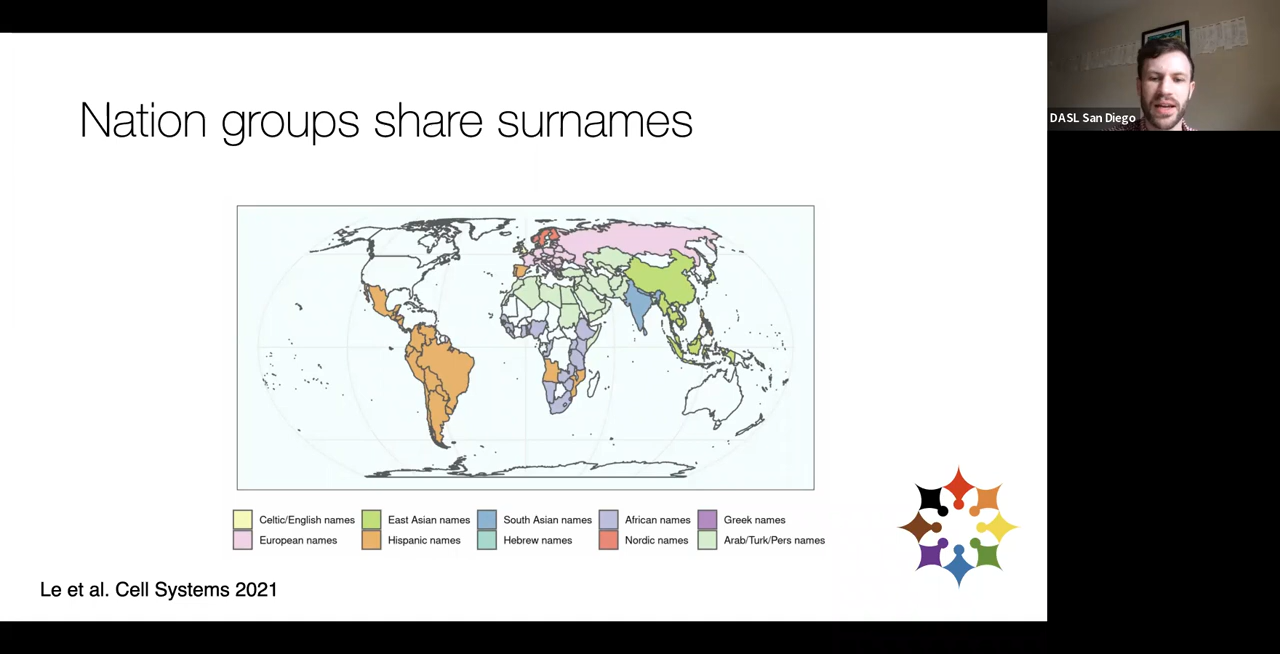 Nation groups share surnames
DASL San Diego
Celtic/English names
East Asian names
South Asian names
African names
Greek names
European names
Hispanic names
Hebrew names
Nordic names
Arab/Turk/Pers names
Le et al. Cell Systems 2021